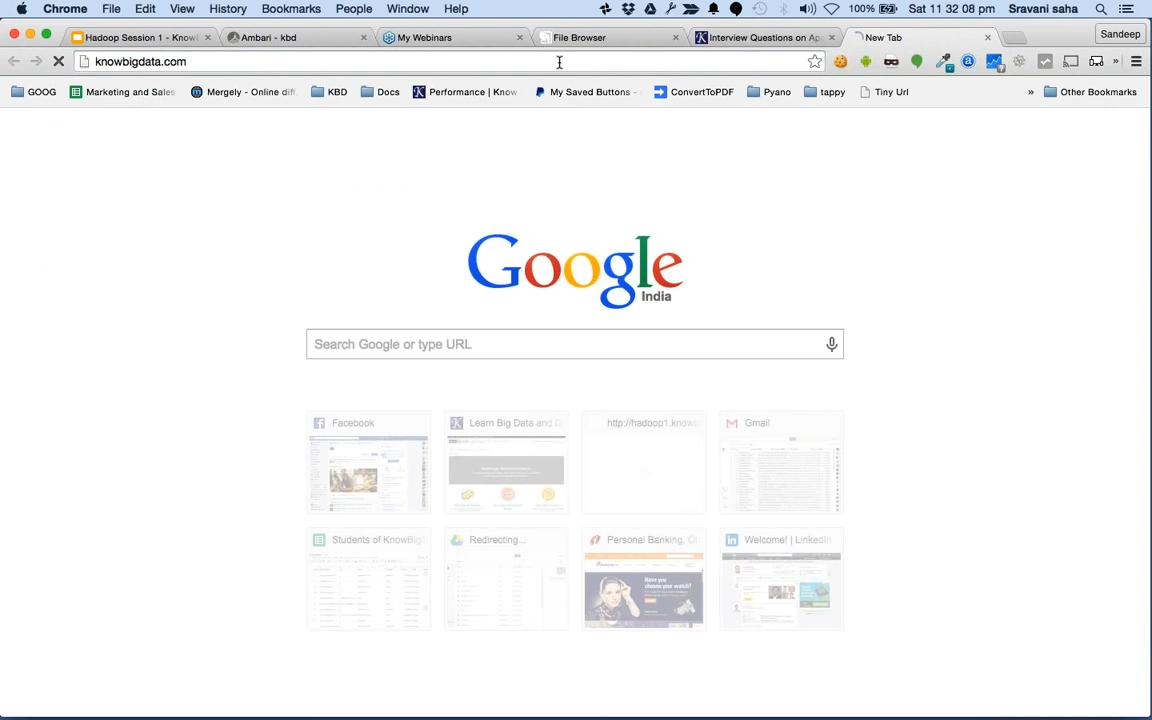 Chrome File Edit View History Bookmarks People Window Help 100% Sat 11 32 08 pm Sravani saha
Hadoop Session 1 - Know Ambari - kbd My Webinars File Browser Interview Questions on Ap New Tab Sandeep
knowbigdata.com
GOOG Marketing and Sales Mergely - Online diff KBD Docs Performance | Know My Saved Buttons - ConvertToPDF Pyano tappy Tiny Url » Other Bookmarks
Google
India
Search Google or type URL
Facebook Learn Big Data and http://hadoop1.knowb Gmail
Students of KnowBig Redirecting... Personal Banking, Welcome! | LinkedIn
Have you